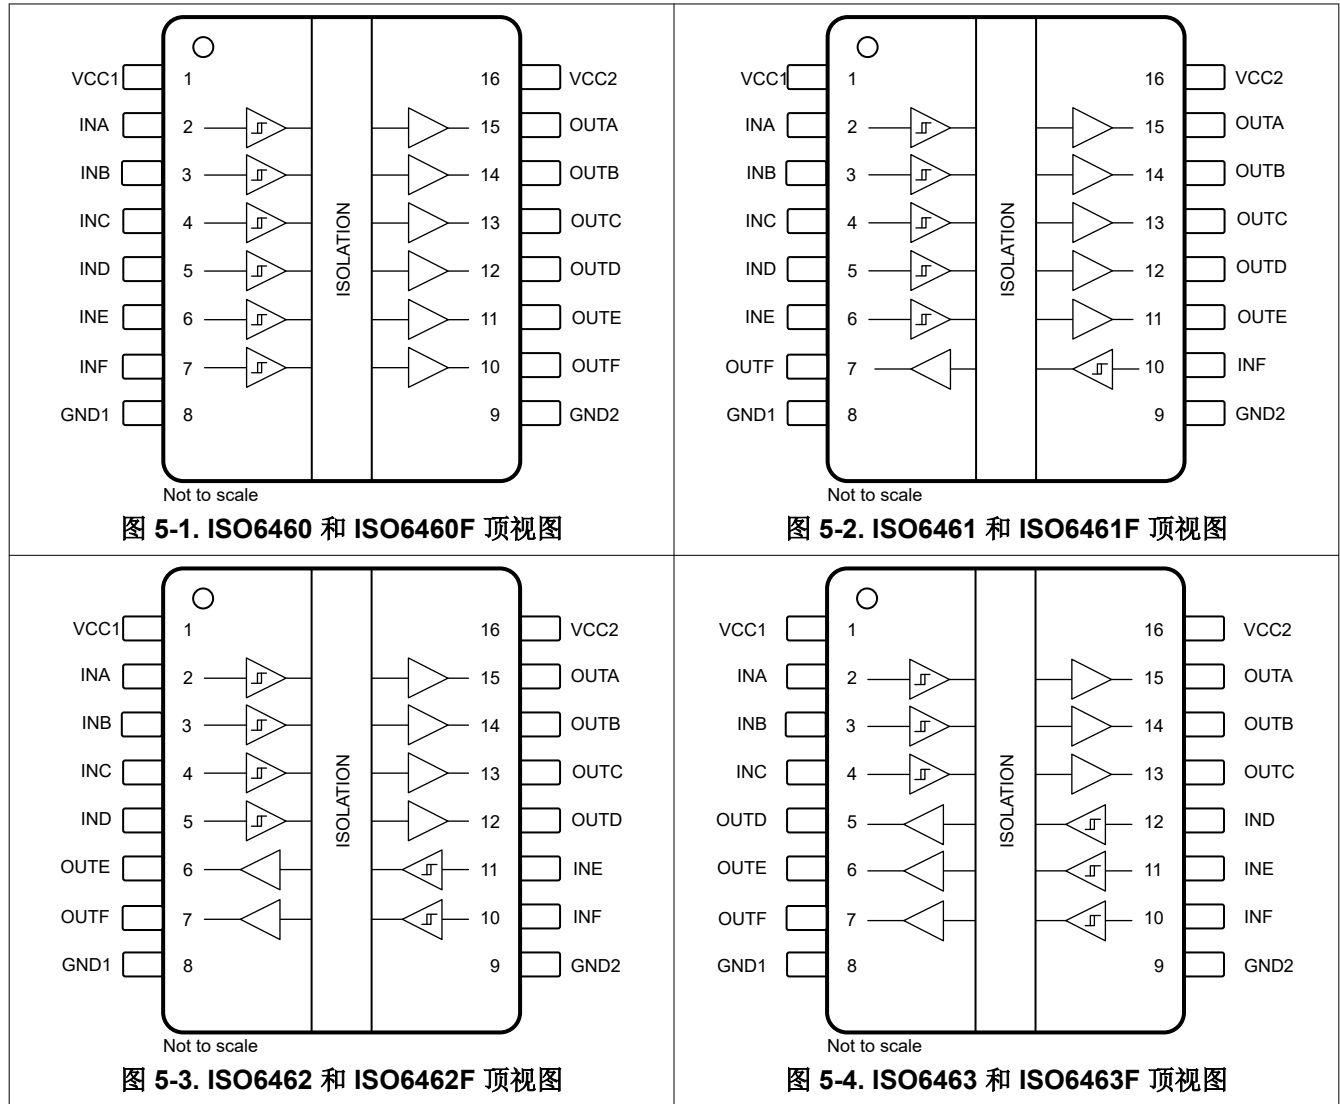 VCC1 1 16 VCC2
INA 2 15 OUTA
INB 3 14 OUTB
INC 4 13 OUTC
IND 5 12 OUTD
INE 6 11 OUTE
INF 7 10 OUTF
GND1 8 9 GND2
ISOLATION
Not to scale
图 5-1. ISO6460 和 ISO6460F 顶视图
VCC1 1 16 VCC2
INA 2 15 OUTA
INB 3 14 OUTB
INC 4 13 OUTC
IND 5 12 OUTD
INE 6 11 OUTE
OUTF 7 10 INF
GND1 8 9 GND2
ISOLATION
Not to scale
图 5-2. ISO6461 和 ISO6461F 顶视图
VCC1 1 16 VCC2
INA 2 15 OUTA
INB 3 14 OUTB
INC 4 13 OUTC
IND 5 12 OUTD
OUTE 6 11 INE
OUTF 7 10 INF
GND1 8 9 GND2
ISOLATION
Not to scale
图 5-3. ISO6462 和 ISO6462F 顶视图
VCC1 1 16 VCC2
INA 2 15 OUTA
INB 3 14 OUTB
INC 4 13 OUTC
OUTD 5 12 IND
OUTE 6 11 INE
OUTF 7 10 INF
GND1 8 9 GND2
ISOLATION
Not to scale
图 5-4. ISO6463 和 ISO6463F 顶视图